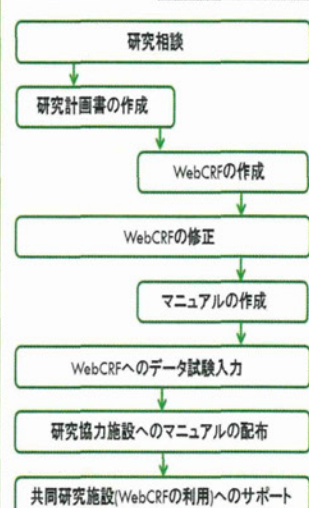 研究相談
研究計画書の作成
WebCRFの作成
WebCRFの修正
マニュアルの作成
WebCRFへのデータ試験入力
研究協力施設へのマニュアルの配布
共同研究施設(WebCRFの利用)へのサポート